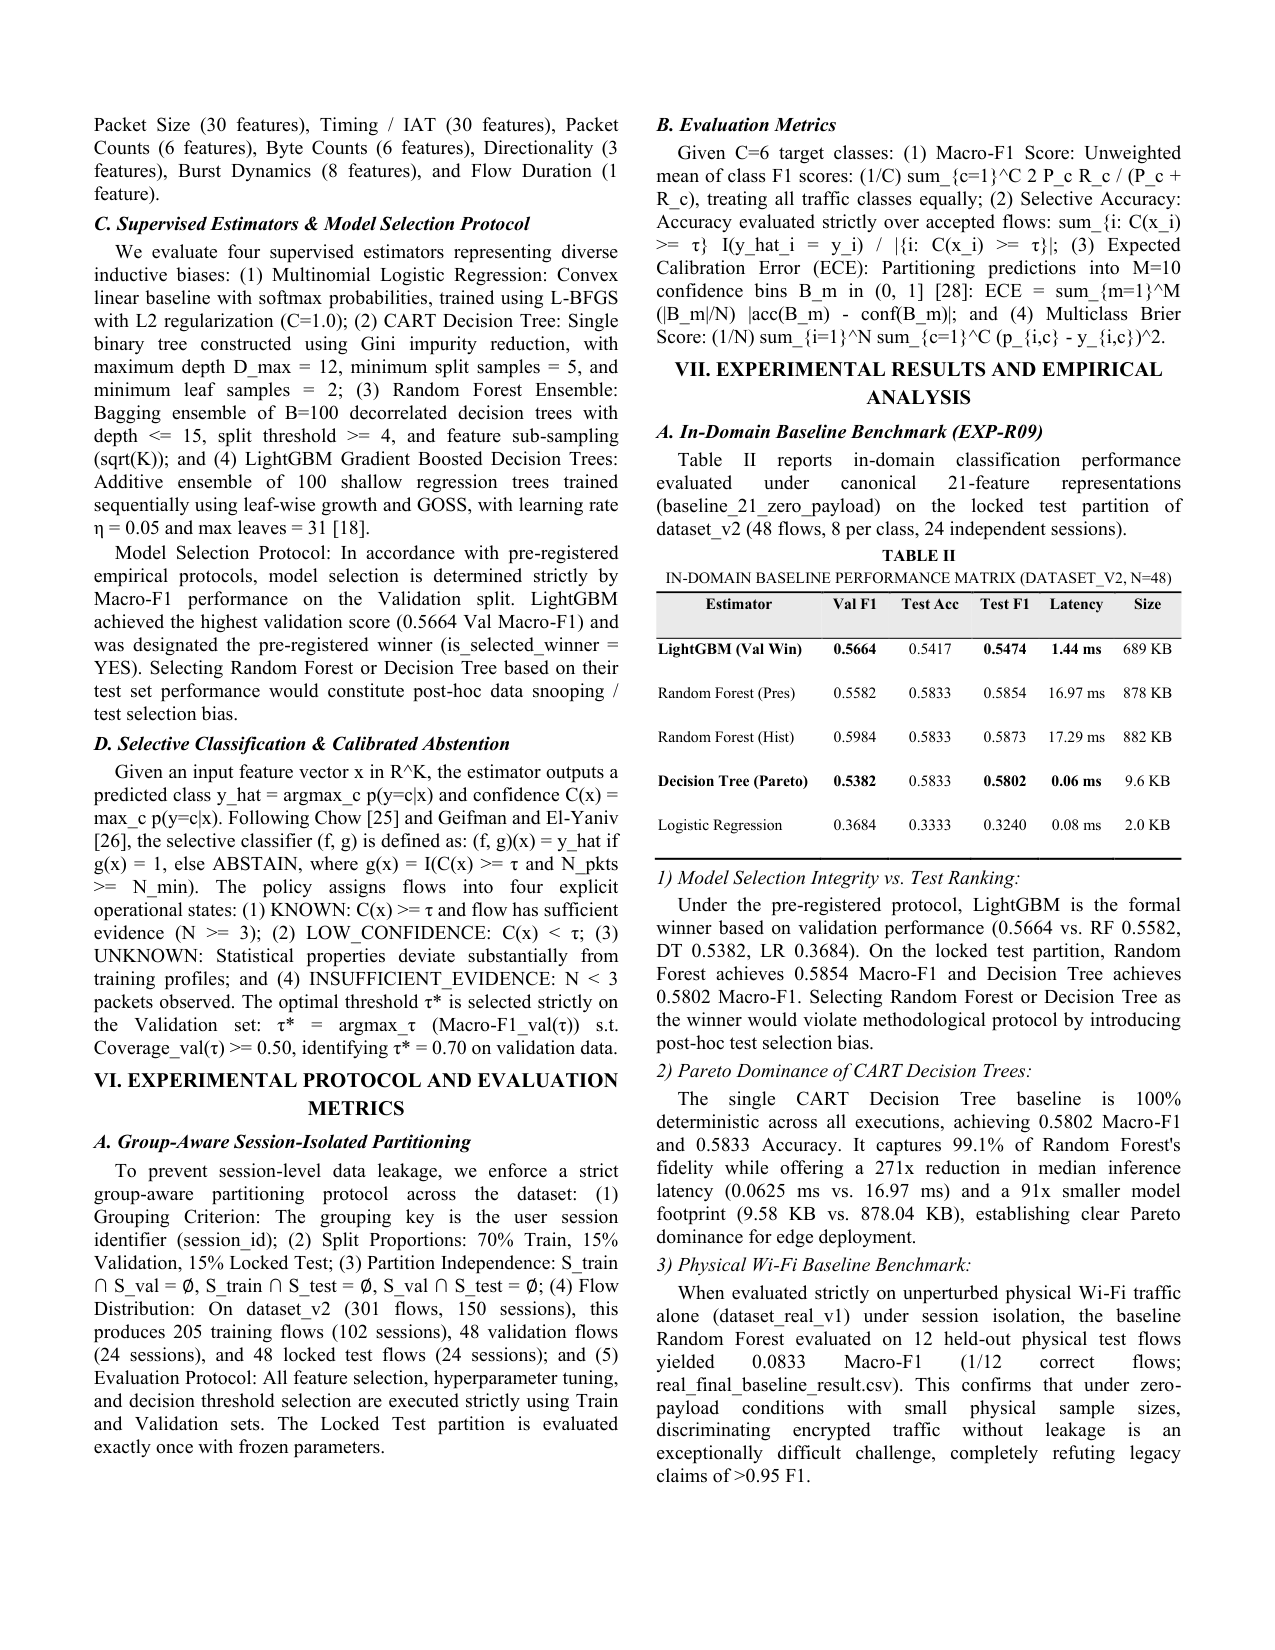 Packet Size (30 features), Timing / IAT (30 features), Packet
Counts (6 features), Byte Counts (6 features), Directionality (3
features), Burst Dynamics (8 features), and Flow Duration (1
feature).
C. Supervised Estimators & Model Selection Protocol
We evaluate four supervised estimators representing diverse
inductive biases: (1) Multinomial Logistic Regression: Convex
linear baseline with softmax probabilities, trained using L-BFGS
with L2 regularization (C=1.0); (2) CART Decision Tree: Single
binary tree constructed using Gini impurity reduction, with
maximum depth D_max = 12, minimum split samples = 5, and
minimum leaf samples = 2; (3) Random Forest Ensemble:
Bagging ensemble of B=100 decorrelated decision trees with
depth <= 15, split threshold >= 4, and feature sub-sampling
(sqrt(K)); and (4) LightGBM Gradient Boosted Decision Trees:
Additive ensemble of 100 shallow regression trees trained
sequentially using leaf-wise growth and GOSS, with learning rate
η = 0.05 and max leaves = 31 [18].
Model Selection Protocol: In accordance with pre-registered
empirical protocols, model selection is determined strictly by
Macro-F1 performance on the Validation split. LightGBM
achieved the highest validation score (0.5664 Val Macro-F1) and
was designated the pre-registered winner (is_selected_winner =
YES). Selecting Random Forest or Decision Tree based on their
test set performance would constitute post-hoc data snooping /
test selection bias.
D. Selective Classification & Calibrated Abstention
Given an input feature vector x in R^K, the estimator outputs a
predicted class y_hat = argmax_c p(y=c|x) and confidence C(x) =
max_c p(y=c|x). Following Chow [25] and Geifman and El-Yaniv
[26], the selective classifier (f, g) is defined as: (f, g)(x) = y_hat if
g(x) = 1, else ABSTAIN, where g(x) = I(C(x) >= τ and N_pkts
>= N_min). The policy assigns flows into four explicit
operational states: (1) KNOWN: C(x) >= τ and flow has sufficient
evidence (N >= 3); (2) LOW_CONFIDENCE: C(x) < τ; (3)
UNKNOWN: Statistical properties deviate substantially from
training profiles; and (4) INSUFFICIENT_EVIDENCE: N < 3
packets observed. The optimal threshold τ* is selected strictly on
the Validation set: τ* = argmax_τ (Macro-F1_val(τ)) s.t.
Coverage_val(τ) >= 0.50, identifying τ* = 0.70 on validation data.
VI. EXPERIMENTAL PROTOCOL AND EVALUATION
METRICS
A. Group-Aware Session-Isolated Partitioning
To prevent session-level data leakage, we enforce a strict
group-aware partitioning protocol across the dataset: (1)
Grouping Criterion: The grouping key is the user session
identifier (session_id); (2) Split Proportions: 70% Train, 15%
Validation, 15% Locked Test; (3) Partition Independence: S_train
∩ S_val = ∅, S_train ∩ S_test = ∅, S_val ∩ S_test = ∅; (4) Flow
Distribution: On dataset_v2 (301 flows, 150 sessions), this
produces 205 training flows (102 sessions), 48 validation flows
(24 sessions), and 48 locked test flows (24 sessions); and (5)
Evaluation Protocol: All feature selection, hyperparameter tuning,
and decision threshold selection are executed strictly using Train
and Validation sets. The Locked Test partition is evaluated
exactly once with frozen parameters.
B. Evaluation Metrics
Given C=6 target classes: (1) Macro-F1 Score: Unweighted
mean of class F1 scores: (1/C) sum_{c=1}^C 2 P_c R_c / (P_c +
R_c), treating all traffic classes equally; (2) Selective Accuracy:
Accuracy evaluated strictly over accepted flows: sum_{i: C(x_i)
>= τ} I(y_hat_i = y_i) / |{i: C(x_i) >= τ}|; (3) Expected
Calibration Error (ECE): Partitioning predictions into M=10
confidence bins B_m in (0, 1] [28]: ECE = sum_{m=1}^M
(|B_m|/N) |acc(B_m) - conf(B_m)|; and (4) Multiclass Brier
Score: (1/N) sum_{i=1}^N sum_{c=1}^C (p_{i,c} - y_{i,c})^2.
VII. EXPERIMENTAL RESULTS AND EMPIRICAL
ANALYSIS
A. In-Domain Baseline Benchmark (EXP-R09)
Table II reports in-domain classification performance
evaluated under canonical 21-feature representations
(baseline_21_zero_payload) on the locked test partition of
dataset_v2 (48 flows, 8 per class, 24 independent sessions).
TABLE II
IN-DOMAIN BASELINE PERFORMANCE MATRIX (DATASET_V2, N=48)
Estimator Val F1 Test Acc Test F1 Latency Size
LightGBM (Val Win) 0.5664 0.5417 0.5474 1.44 ms 689 KB
Random Forest (Pres) 0.5582 0.5833 0.5854 16.97 ms 878 KB
Random Forest (Hist) 0.5984 0.5833 0.5873 17.29 ms 882 KB
Decision Tree (Pareto) 0.5382 0.5833 0.5802 0.06 ms 9.6 KB
Logistic Regression 0.3684 0.3333 0.3240 0.08 ms 2.0 KB
1) Model Selection Integrity vs. Test Ranking:
Under the pre-registered protocol, LightGBM is the formal
winner based on validation performance (0.5664 vs. RF 0.5582,
DT 0.5382, LR 0.3684). On the locked test partition, Random
Forest achieves 0.5854 Macro-F1 and Decision Tree achieves
0.5802 Macro-F1. Selecting Random Forest or Decision Tree as
the winner would violate methodological protocol by introducing
post-hoc test selection bias.
2) Pareto Dominance of CART Decision Trees:
The single CART Decision Tree baseline is 100%
deterministic across all executions, achieving 0.5802 Macro-F1
and 0.5833 Accuracy. It captures 99.1% of Random Forest's
fidelity while offering a 271x reduction in median inference
latency (0.0625 ms vs. 16.97 ms) and a 91x smaller model
footprint (9.58 KB vs. 878.04 KB), establishing clear Pareto
dominance for edge deployment.
3) Physical Wi-Fi Baseline Benchmark:
When evaluated strictly on unperturbed physical Wi-Fi traffic
alone (dataset_real_v1) under session isolation, the baseline
Random Forest evaluated on 12 held-out physical test flows
yielded 0.0833 Macro-F1 (1/12 correct flows;
real_final_baseline_result.csv). This confirms that under zero-
payload conditions with small physical sample sizes,
discriminating encrypted traffic without leakage is an
exceptionally difficult challenge, completely refuting legacy
claims of >0.95 F1.